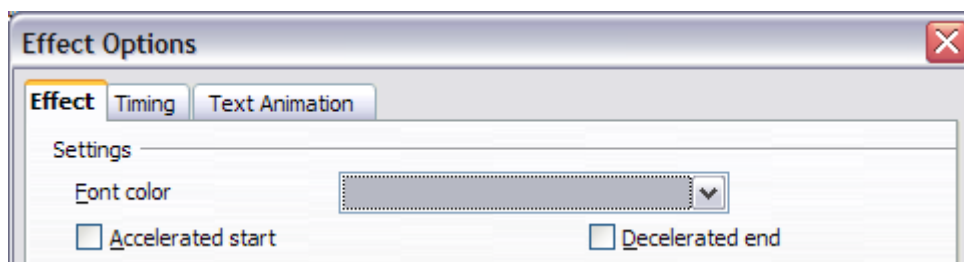 Effect Options
Effect Timing Text Animation
Settings
Font color
Accelerated start Decelerated end